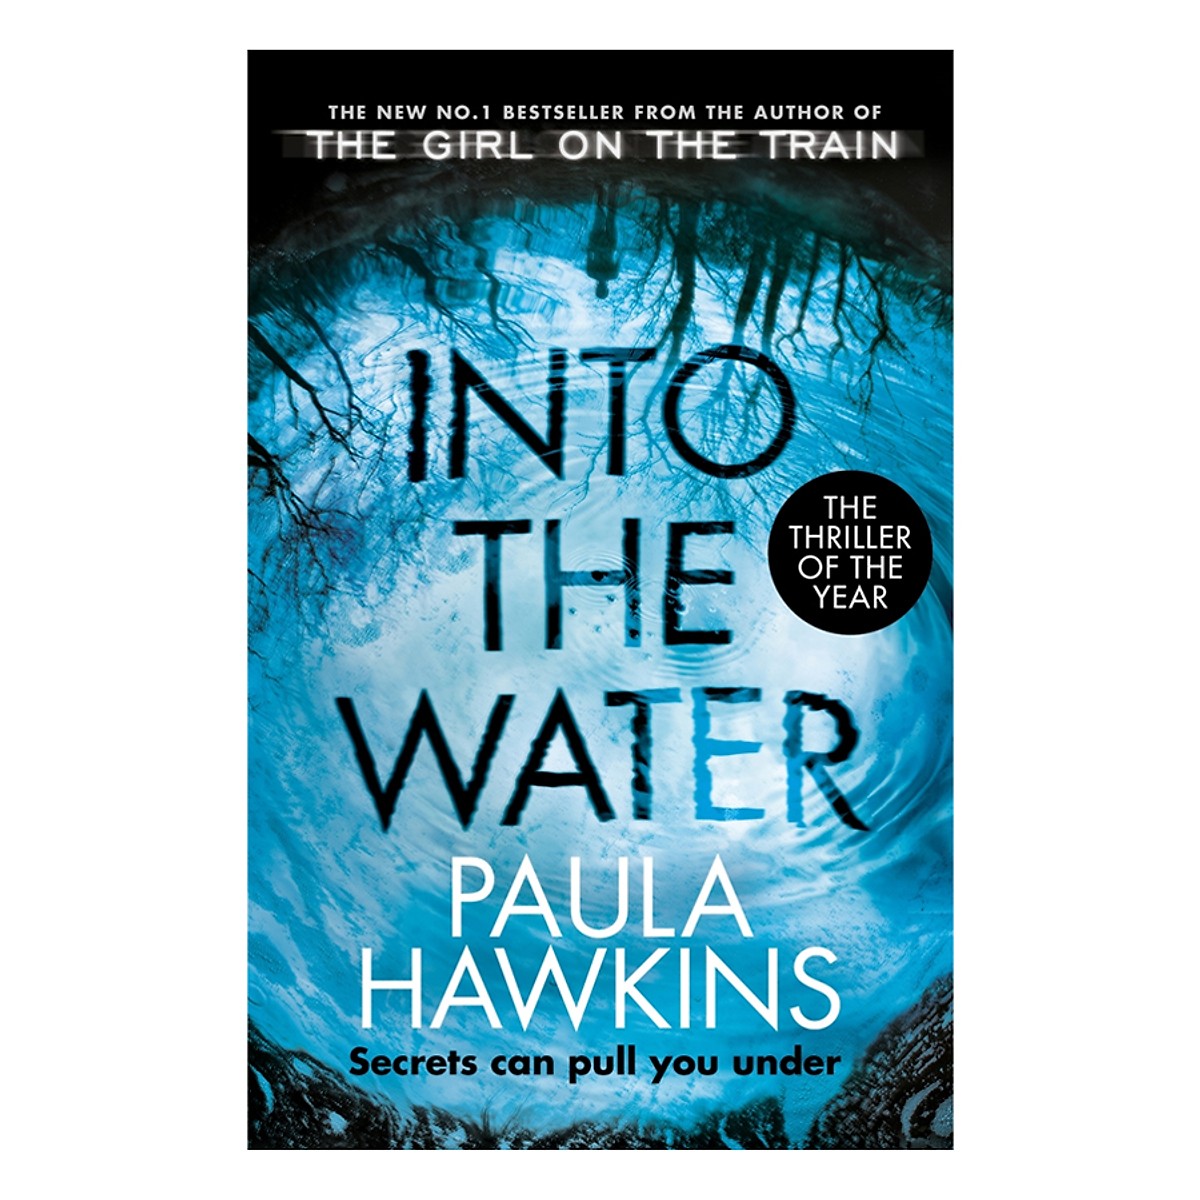 THE NEW NO.1 BESTSELLER FROM THE AUTHOR OF
THE GIRL ON THE TRAIN
INTO
THE
WATER
THE
THRILLER
OF THE
YEAR
PAULA
HAWKINS
Secrets can pull you under